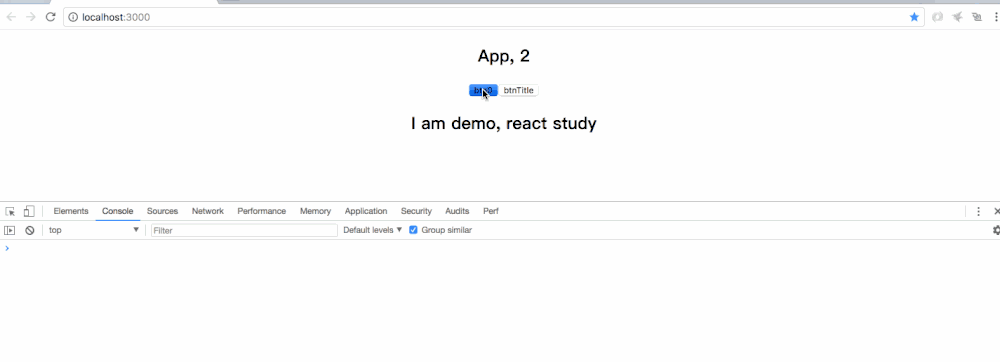 localhost:3000
App, 2
btnTitle
I am demo, react study
Elements Console Sources Network Performance Memory Application Security Audits Perf
top Filter Default levels Group similar